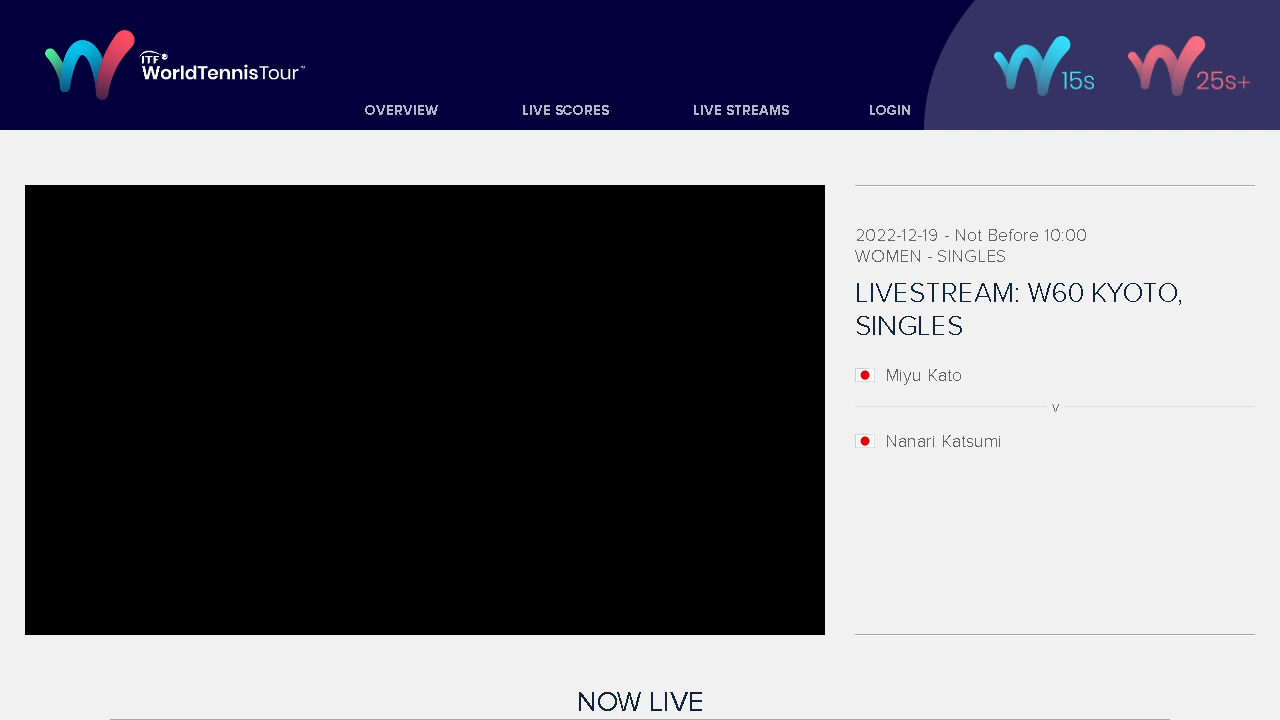 ITF
WorldTennisTour™
15s
25s+
OVERVIEW
LIVE SCORES
LIVE STREAMS
LOGIN
2022-12-19 - Not Before 10:00
WOMEN - SINGLES
LIVESTREAM: W60 KYOTO,
SINGLES
Miyu Kato
v
Nanari Katsumi
NOW LIVE